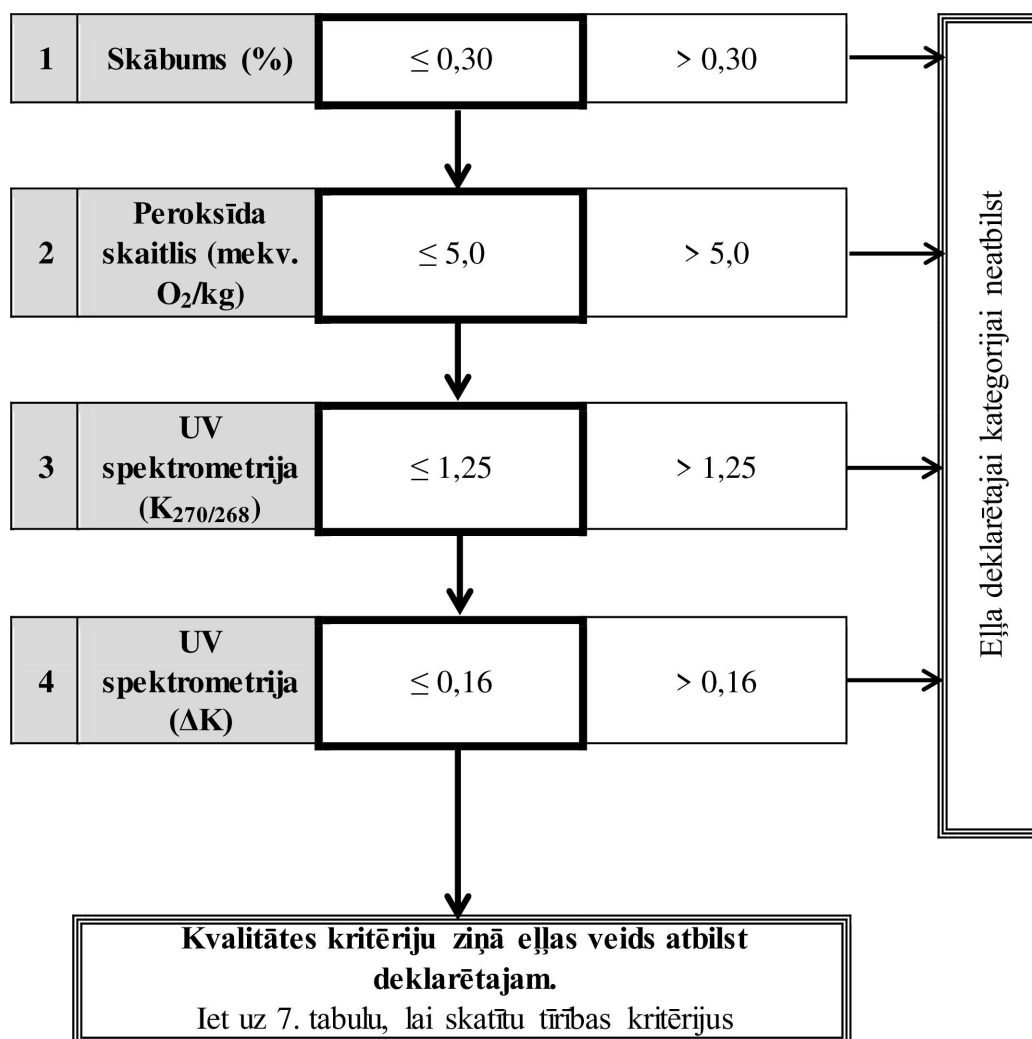 1 Skābums (%) ≤ 0,30 > 0,30
2 Peroksīda
skaitlis (mekv.
O₂/kg) ≤ 5,0 > 5,0
3 UV
spektrometrija
(K₂₇₀/₂₆₈) ≤ 1,25 > 1,25
4 UV
spektrometrija
(ΔK) ≤ 0,16 > 0,16
Eļļa deklarētajai kategorijai neatbilst
Kvalitātes kritēriju ziņā eļļas veids atbilst
deklarētajam.
Iet uz 7. tabulu, lai skatītu tīrības kritērijus